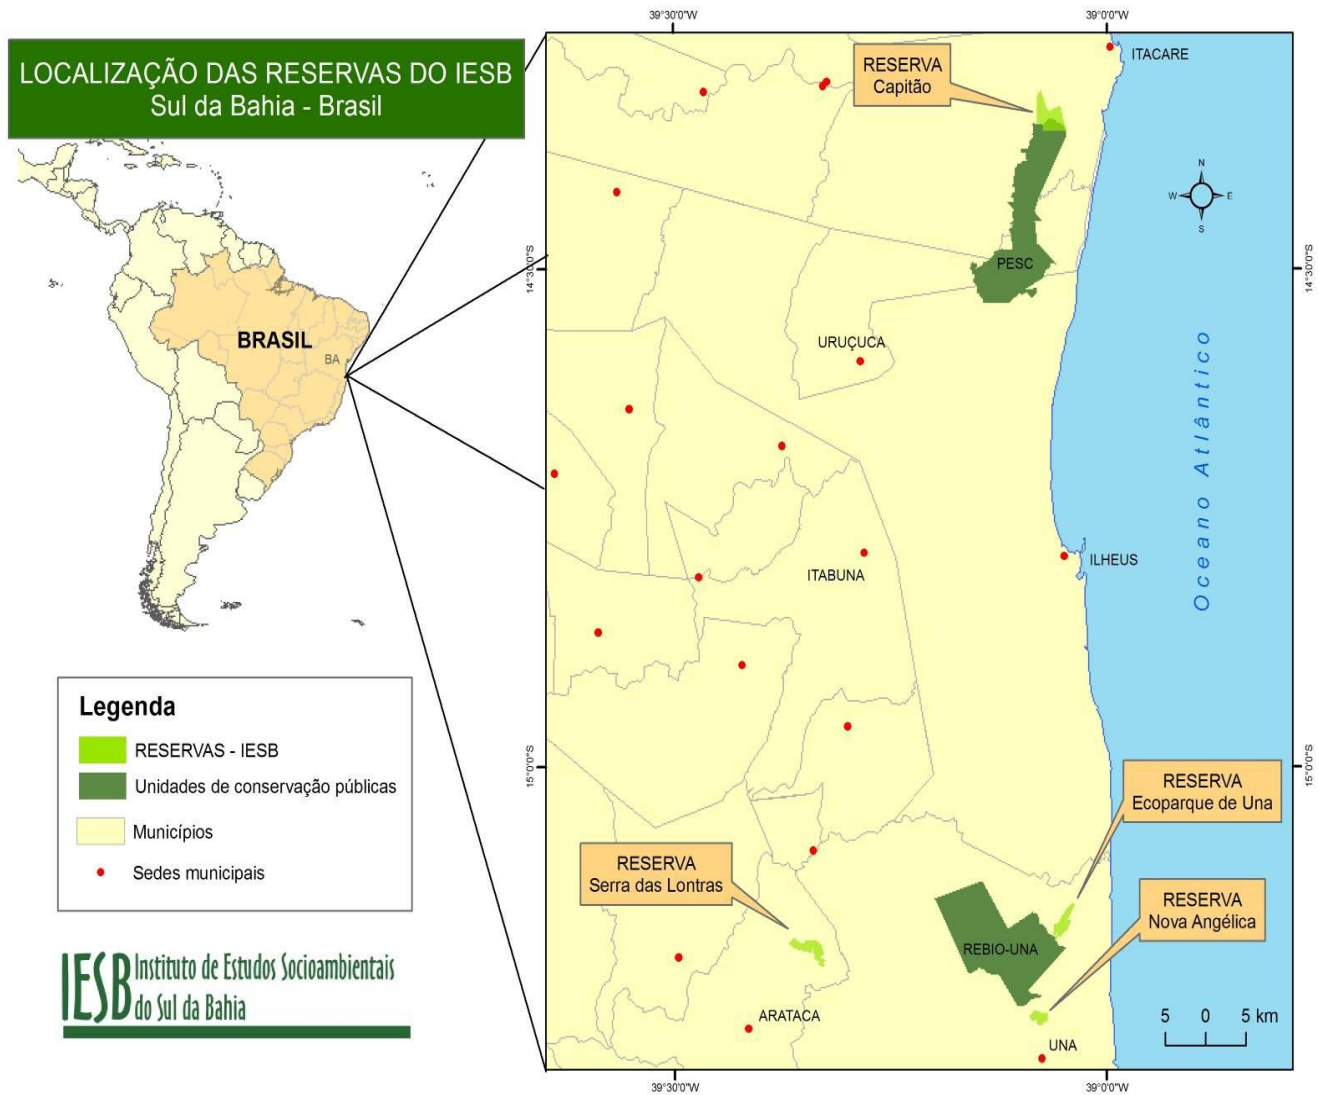 LOCALIZAÇÃO DAS RESERVAS DO IESB
Sul da Bahia - Brasil
BRASIL
BA
Legenda
RESERVAS - IESB
Unidades de conservação públicas
Municípios
Sedes municipais
IESB
Instituto de Estudos Socioambientais
do Sul da Bahia
39°30'0"W
39°0'0"W
ITACARE
RESERVA
Capitão
N
W
E
S
14°30'0"S
14°30'0"S
PESC
URUÇUCA
Oceano Atlântico
ITABUNA
ILHEUS
15°0'0"S
15°0'0"S
RESERVA
Ecoparque de Una
RESERVA
Serra das Lontras
RESERVA
Nova Angélica
REBIO-UNA
ARATACA
UNA
5 0 5 km
39°30'0"W
39°0'0"W